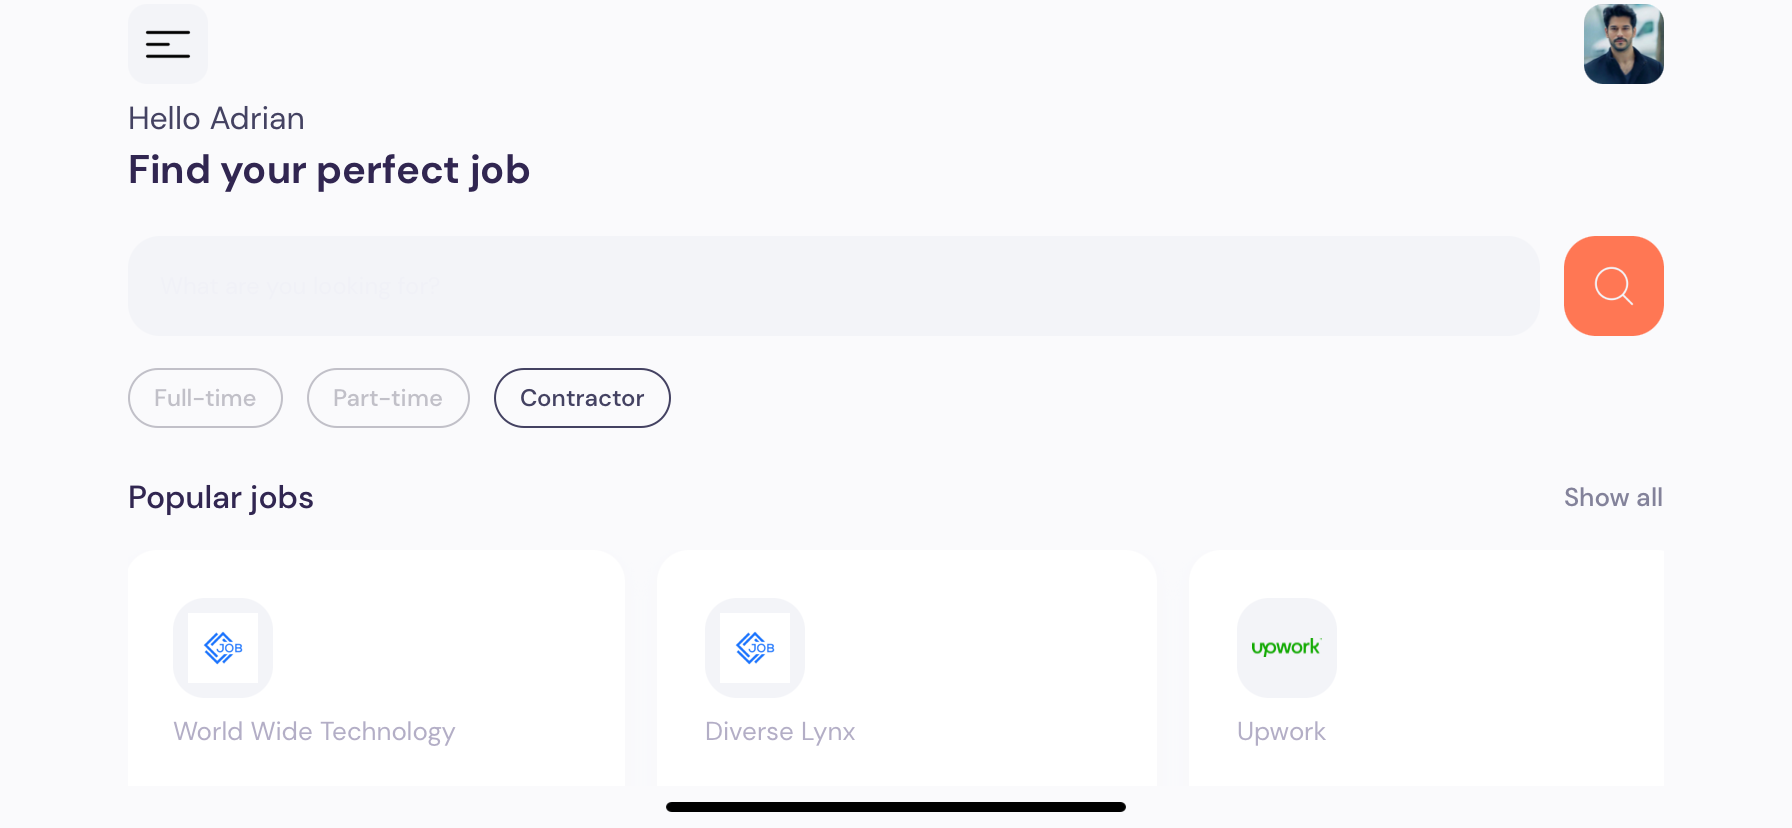 Hello Adrian
Find your perfect job
What are you looking for?
Full-time
Part-time
Contractor
Popular jobs
Show all
JOB
JOB
upwork
World Wide Technology
Diverse Lynx
Upwork